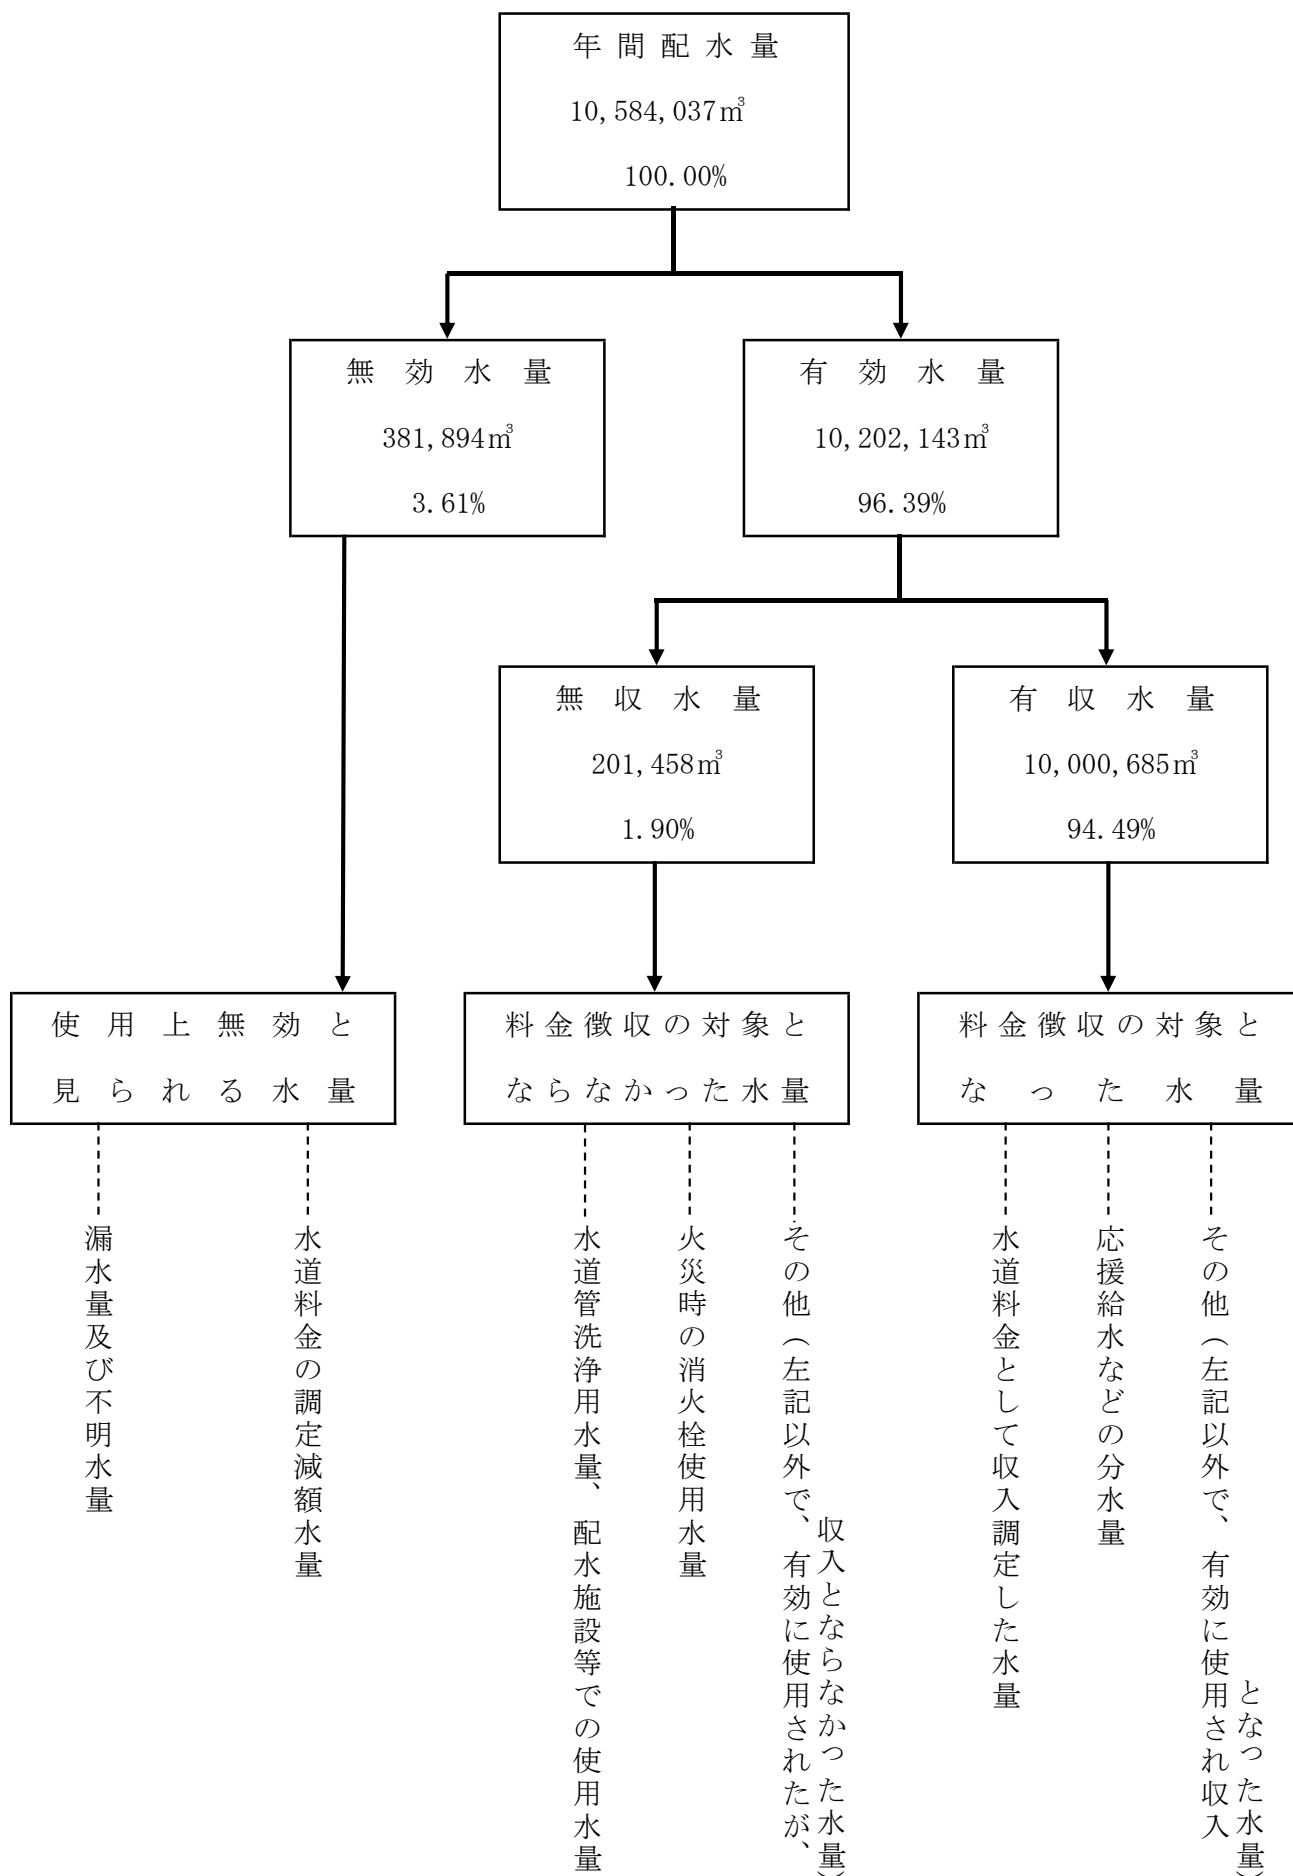 年間配水量
10,584,037㎥
100.00%
無効水量
381,894㎥
3.61%
有効水量
10,202,143㎥
96.39%
無収水量
201,458㎥
1.90%
有収水量
10,000,685㎥
94.49%
使用上無効と
見られる水量
料金徴収の対象と
ならなかった水量
料金徴収の対象と
なった水量
漏水量及び不明水量
水道料金の調定減額水量
水道管洗浄用水量、配水施設等での使用水量
火災時の消火栓使用水量
その他(左記以外で、有効に使用されたが、
収入とならなかった水量)
水道料金として収入調定した水量
応援給水などの分水量
その他(左記以外で、有効に使用され収入
となった水量)